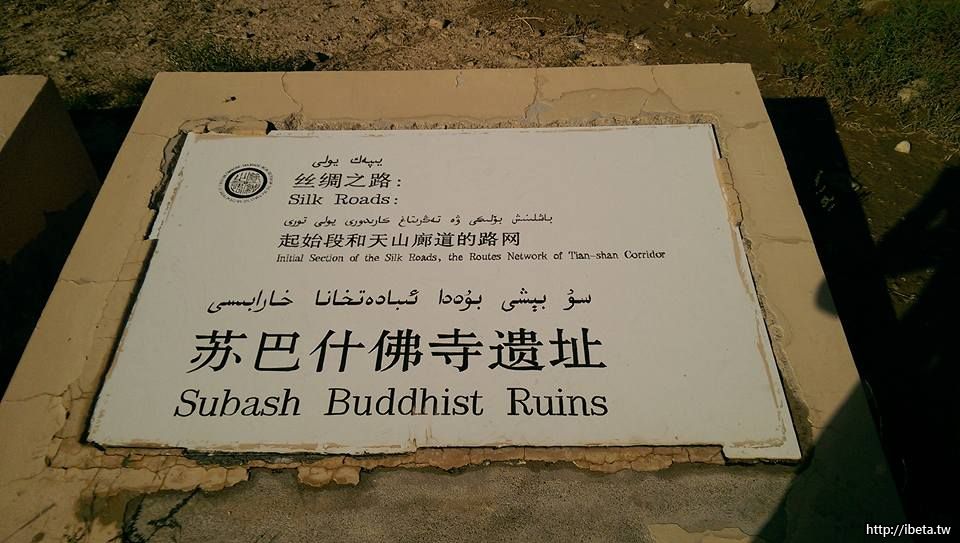 يىپەك يولى
丝绸之路：
Silk Roads:
باشلىنىش بۆلىكى ۋە تەڭرىتاغ كارىدورى يولى تورى
起始段和天山廊道的路网
Initial Section of the Silk Roads, the Routes Network of Tian-shan Corridor
سۇ بېشى بۇددا ئىبادەتخانا خارابىسى
苏巴什佛寺遗址
Subash Buddhist Ruins
http://ibeta.tw